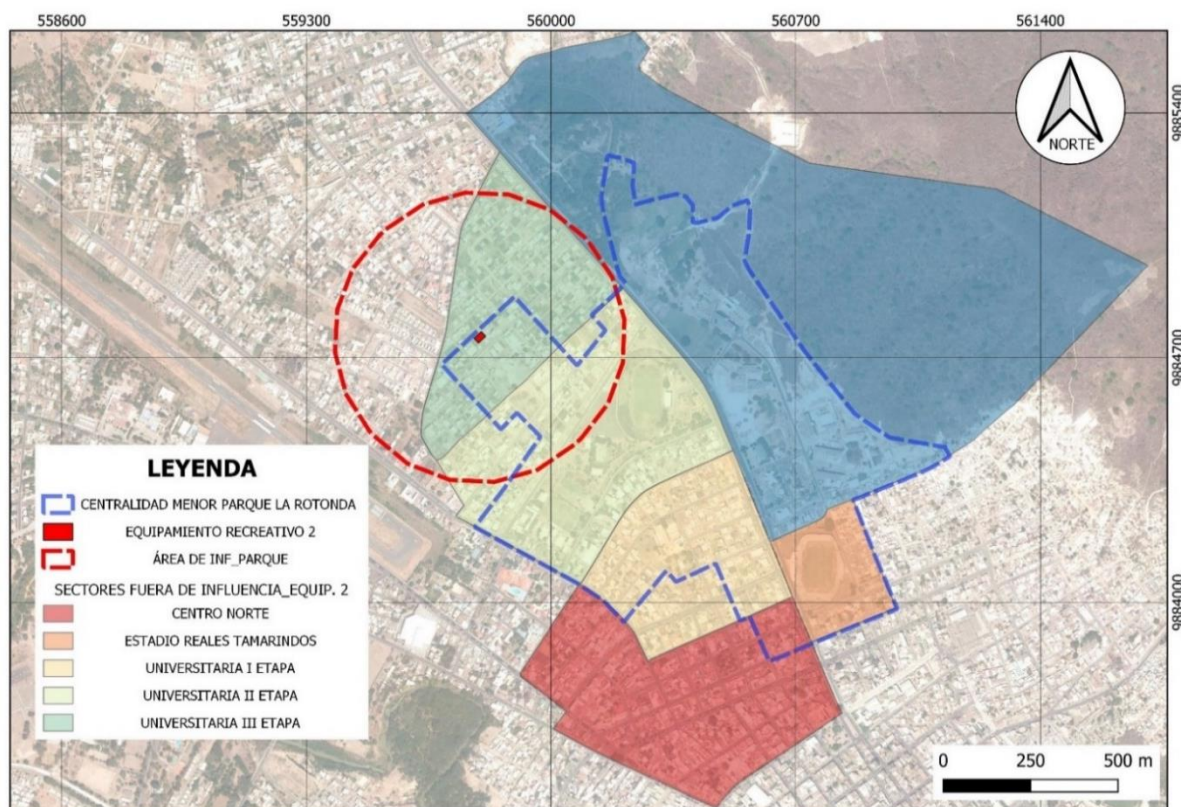 558600 559300 560000 560700 561400
9885400
NORTE
9884700
LEYENDA
CENTRALIDAD MENOR PARQUE LA ROTONDA
EQUIPAMIENTO RECREATIVO 2
ÁREA DE INF_PARQUE
SECTORES FUERA DE INFLUENCIA_EQUIP. 2
CENTRO NORTE
ESTADIO REALES TAMARINDOS
UNIVERSITARIA I ETAPA
UNIVERSITARIA II ETAPA
UNIVERSITARIA III ETAPA
9884000
0 250 500 m